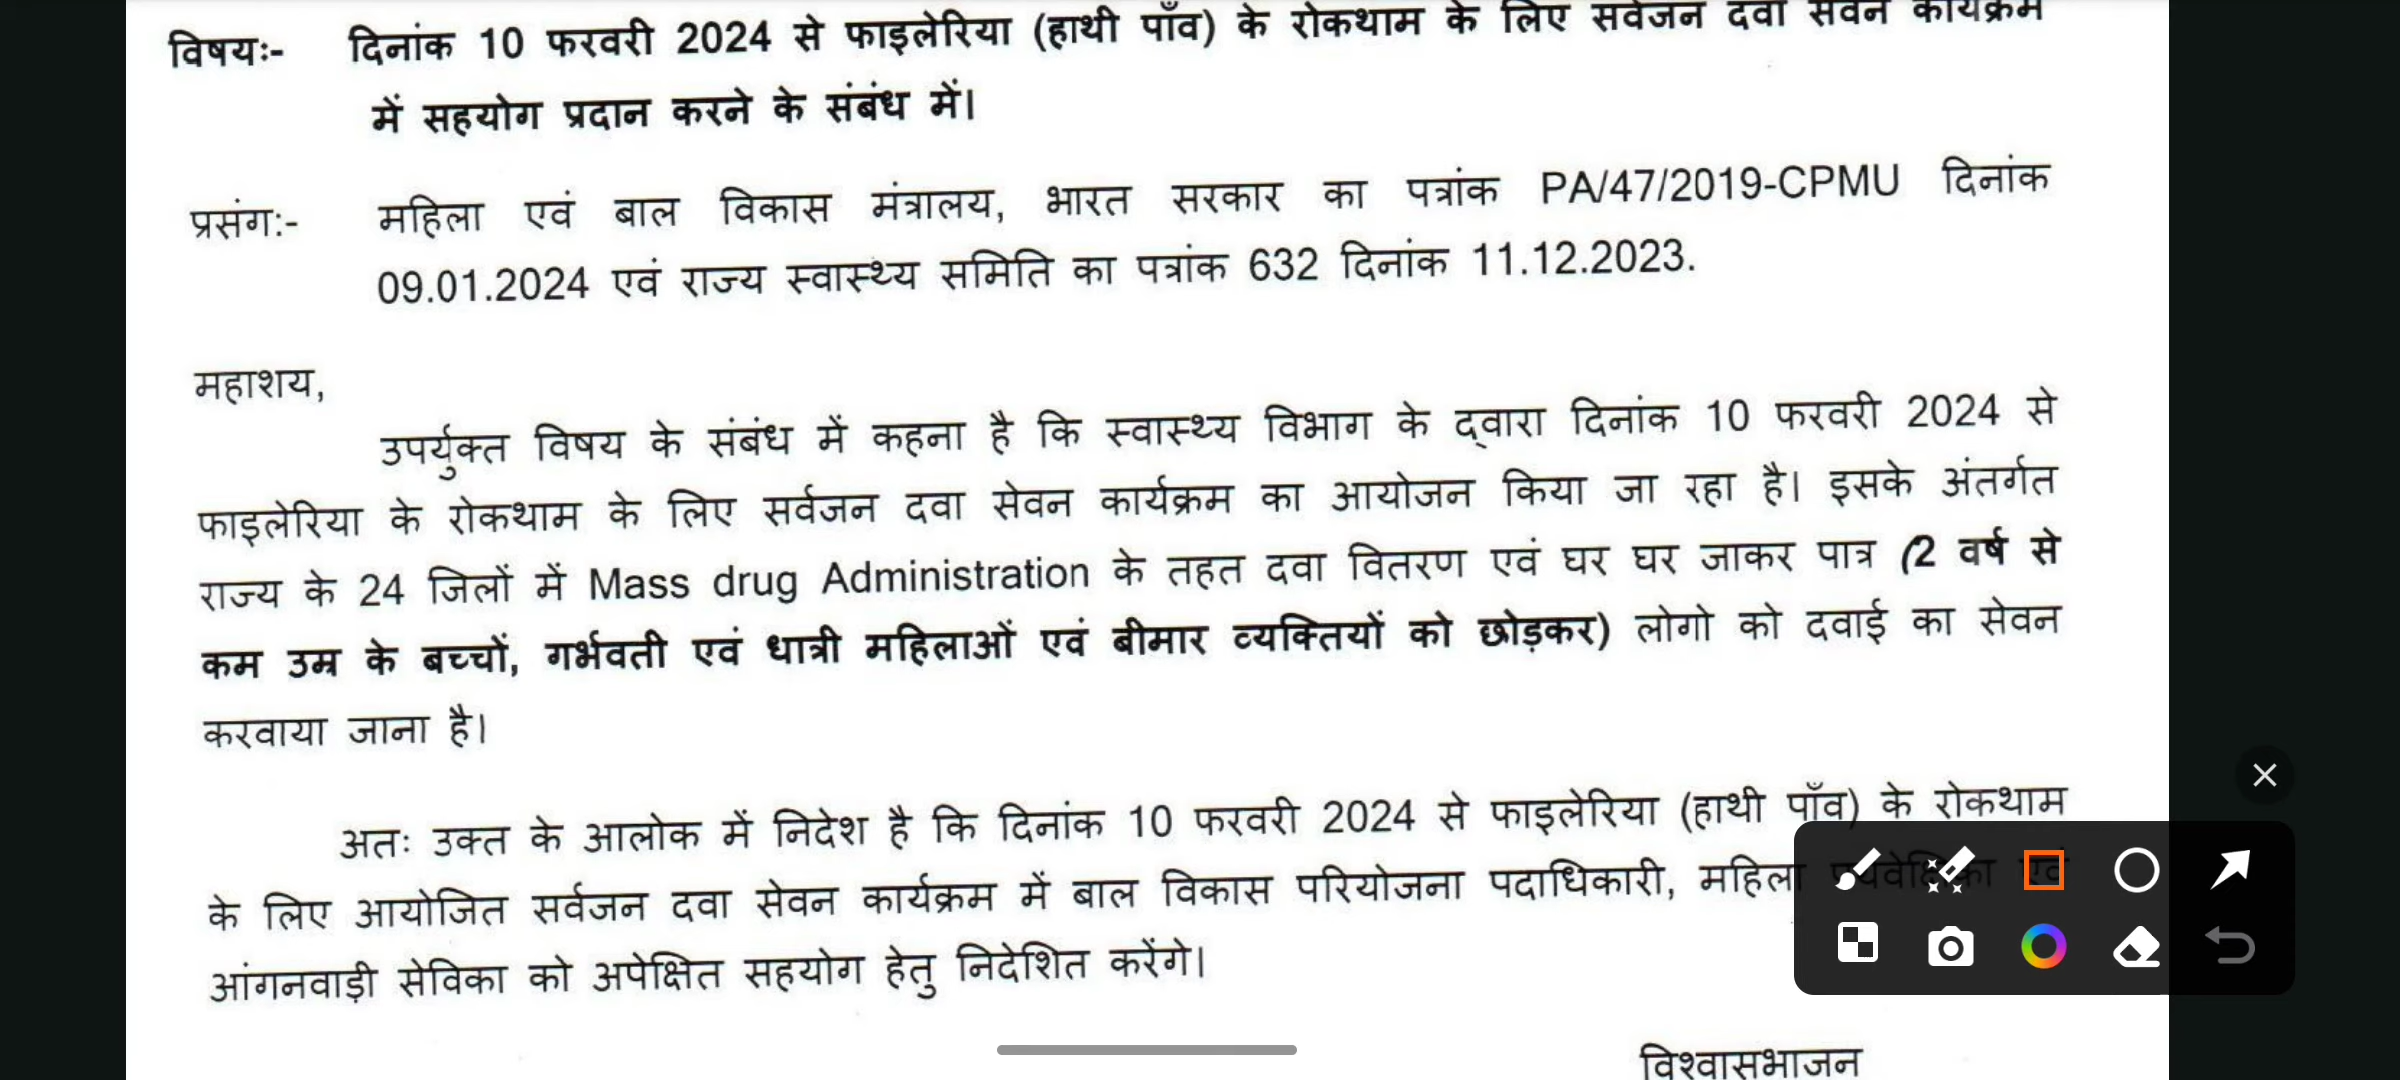 विषयः- दिनांक 10 फरवरी 2024 से फाइलेरिया (हाथी पाँव) के रोकथाम के लिए सर्वजन दवा सेवन कार्यक्रम
में सहयोग प्रदान करने के संबंध में।
प्रसंग:- महिला एवं बाल विकास मंत्रालय, भारत सरकार का पत्रांक PA/47/2019-CPMU दिनांक
09.01.2024 एवं राज्य स्वास्थ्य समिति का पत्रांक 632 दिनांक 11.12.2023.
महाशय,
उपर्युक्त विषय के संबंध में कहना है कि स्वास्थ्य विभाग के द्वारा दिनांक 10 फरवरी 2024 से
फाइलेरिया के रोकथाम के लिए सर्वजन दवा सेवन कार्यक्रम का आयोजन किया जा रहा है। इसके अंतर्गत
राज्य के 24 जिलों में Mass drug Administration के तहत दवा वितरण एवं घर घर जाकर पात्र (2 वर्ष से
कम उम्र के बच्चों, गर्भवती एवं धात्री महिलाओं एवं बीमार व्यक्तियों को छोड़कर) लोगो को दवाई का सेवन
करवाया जाना है।
अतः उक्त के आलोक में निदेश है कि दिनांक 10 फरवरी 2024 से फाइलेरिया (हाथी पाँव) के रोकथाम
के लिए आयोजित सर्वजन दवा सेवन कार्यक्रम में बाल विकास परियोजना पदाधिकारी, महिला एवं
आंगनवाड़ी सेविका को अपेक्षित सहयोग हेतु निदेशित करेंगे।
विश्वासभाजन